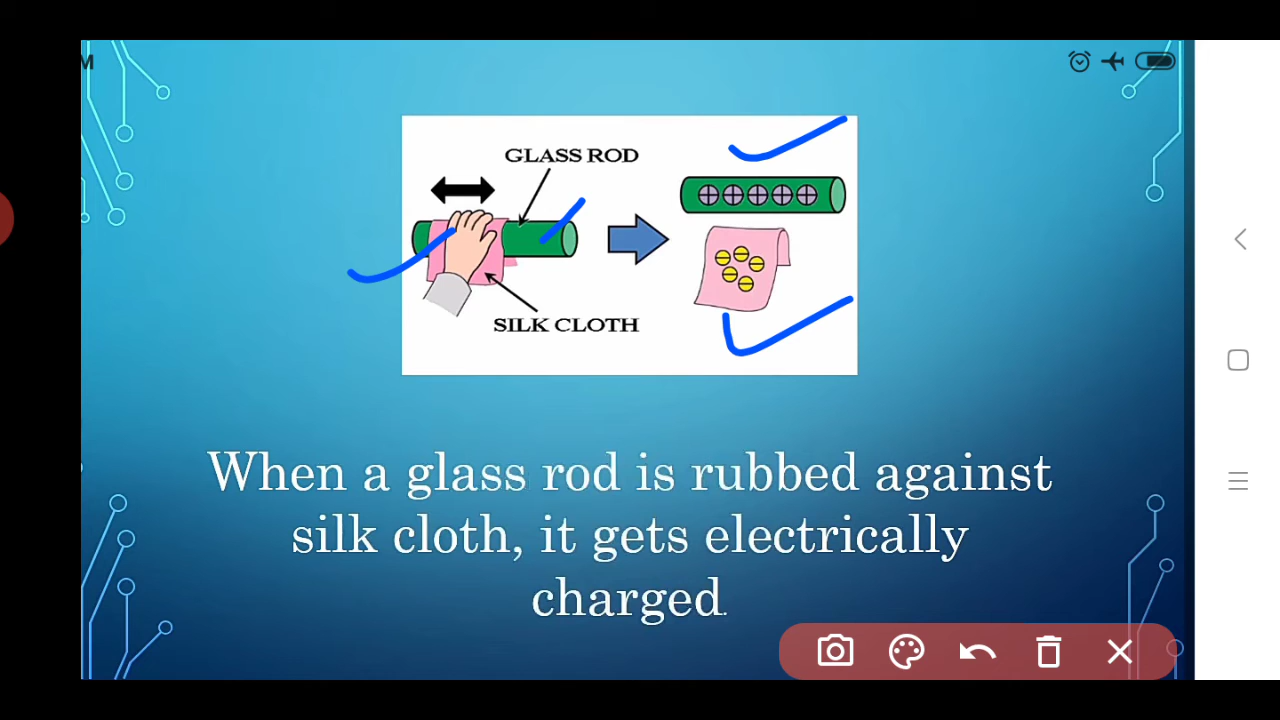 M
GLASS ROD
SILK CLOTH
When a glass rod is rubbed against
silk cloth, it gets electrically
charged.